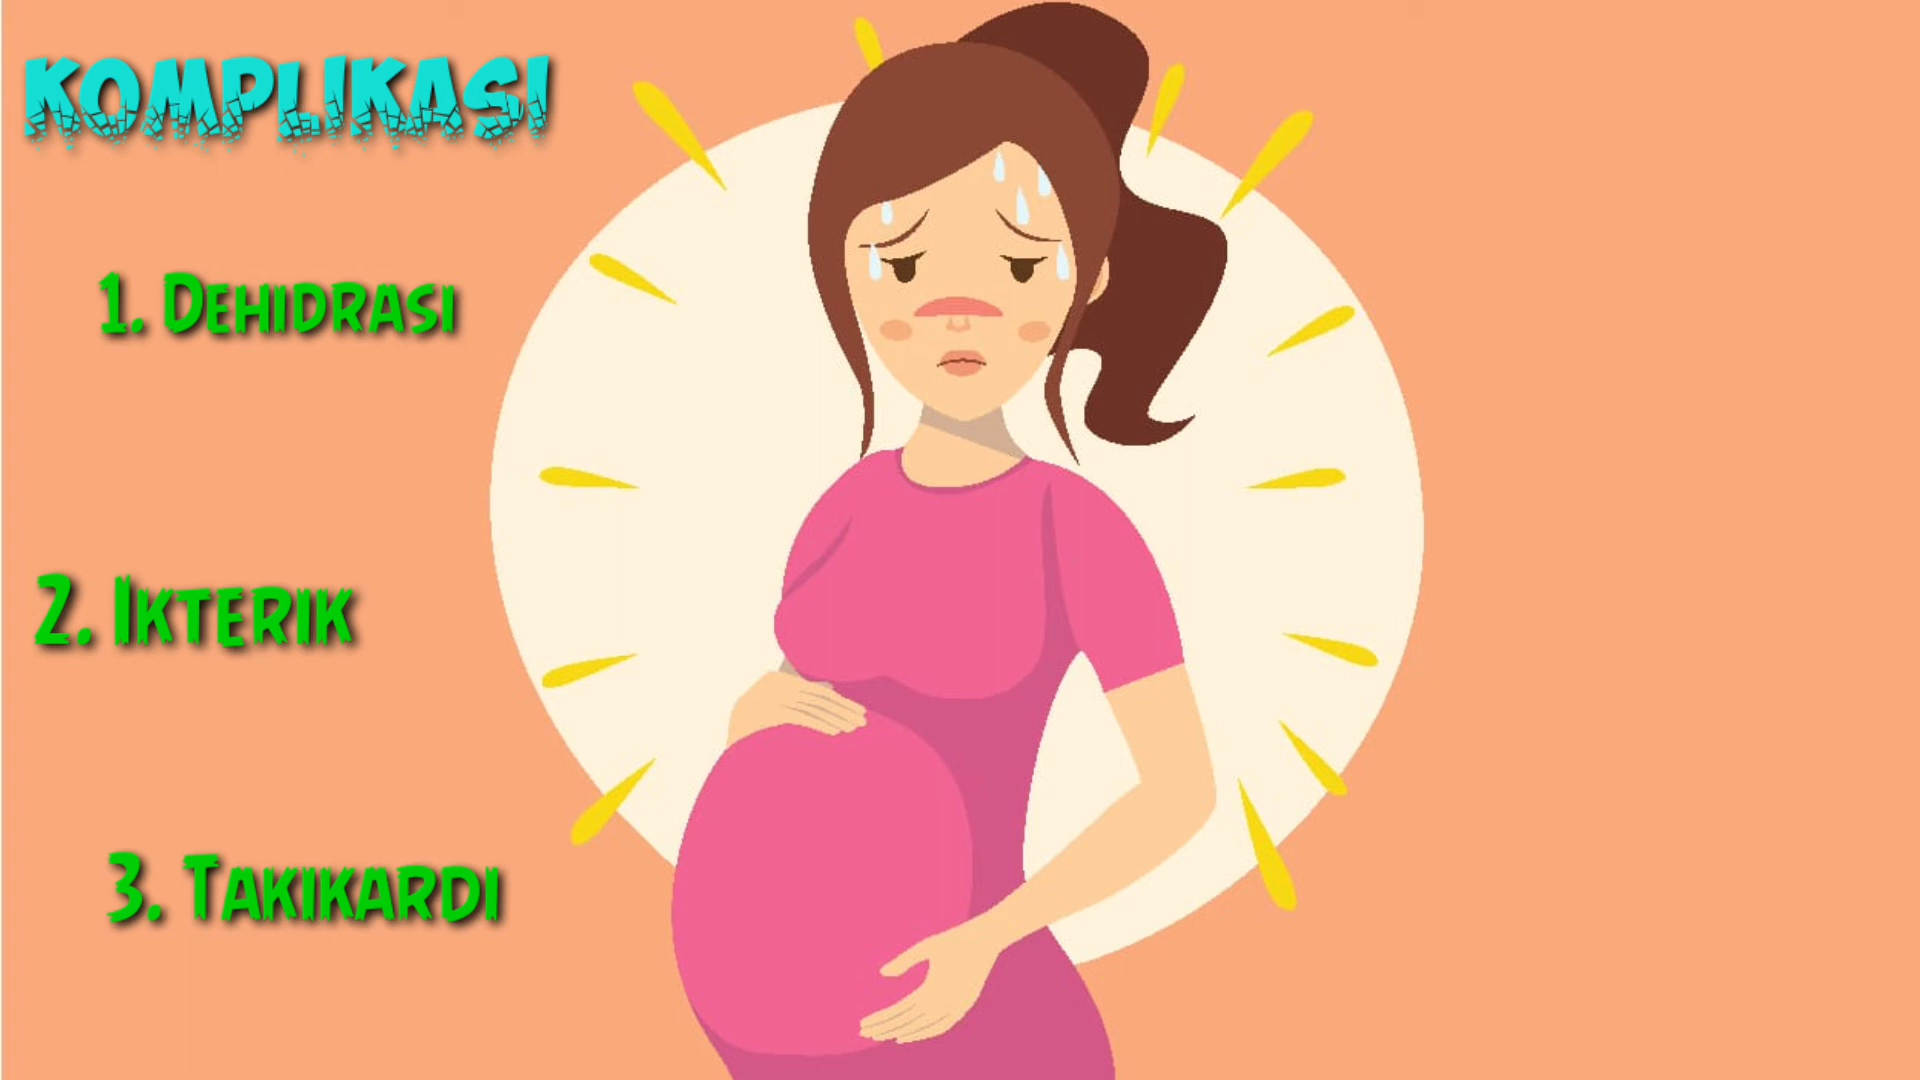 KOMPLIKASI
1. DEHIDRASI
2. IKTERIK
3. TAKIKARDI